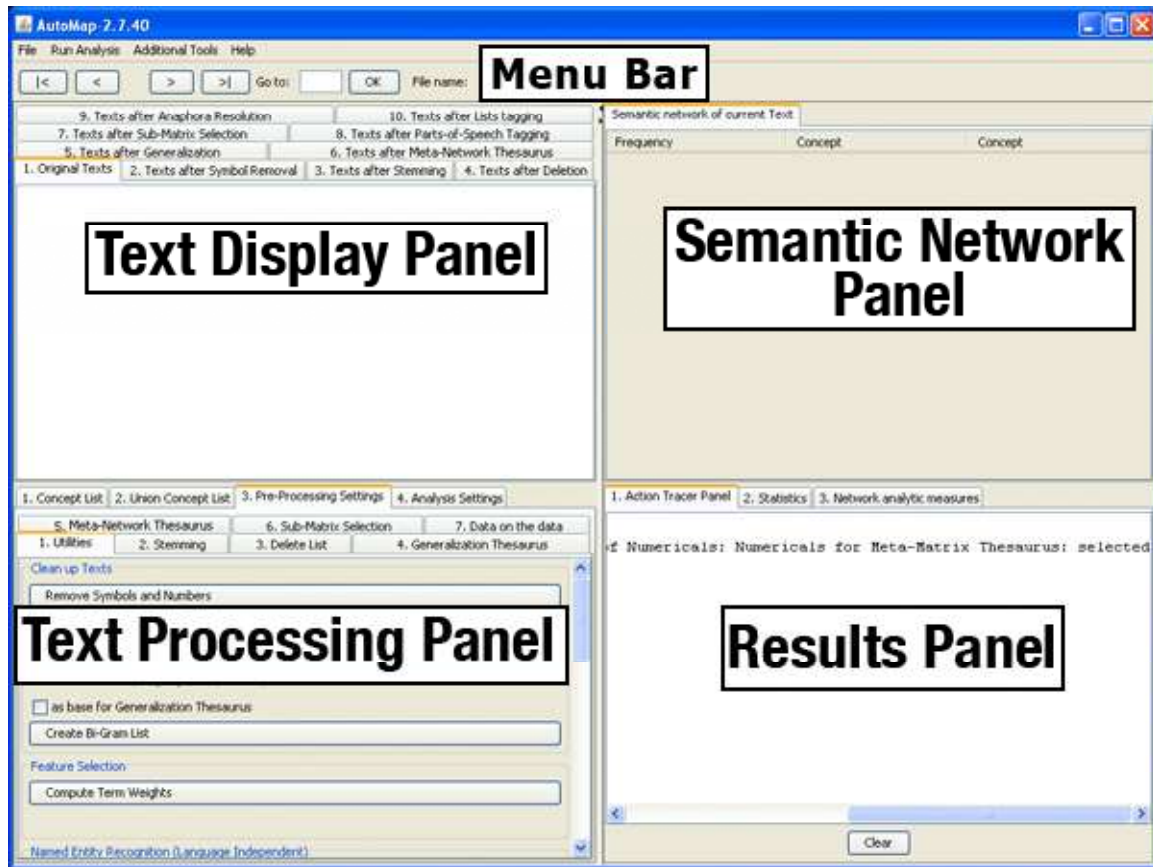 AutoMap-2.7.40
File Run Analysis Additional Tools Help
|< < > >| Go to: OK File name:
Menu Bar
9. Texts after Anaphora Resolution 10. Texts after Lists tagging
7. Texts after Sub-Matrix Selection 8. Texts after Parts-of-Speech Tagging
5. Texts after Generalization 6. Texts after Meta-Network Thesaurus
1. Original Texts 2. Texts after Symbol Removal 3. Texts after Stemming 4. Texts after Deletion
Text Display Panel
Semantic network of current Text
Frequency Concept Concept
Semantic Network
Panel
1. Concept List 2. Union Concept List 3. Pre-Processing Settings 4. Analysis Settings
5. Meta-Network Thesaurus 6. Sub-Matrix Selection 7. Data on the data
1. Utilities 2. Stemming 3. Delete List 4. Generalization Thesaurus
Clean up Texts
Remove Symbols and Numbers
Text Processing Panel
as base for Generalization Thesaurus
Create Bi-Gram List
Feature Selection
Compute Term Weights
Named Entity Recognition (Language Independent)
1. Action Tracer Panel 2. Statistics 3. Network analytic measures
of Numericals: Numericals for Meta-Matrix Thesaurus: selected
Results Panel
Clear